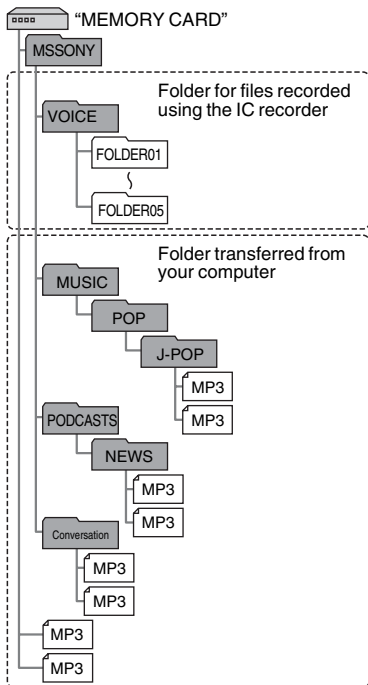 “MEMORY CARD”
MSSONY
Folder for files recorded
using the IC recorder
VOICE
FOLDER01
FOLDER05
Folder transferred from
your computer
MUSIC
POP
J-POP
MP3
MP3
PODCASTS
NEWS
MP3
MP3
Conversation
MP3
MP3
MP3
MP3